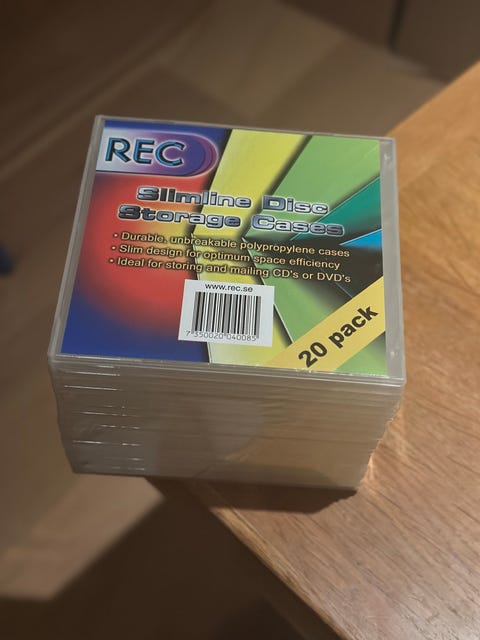 REC
Slimline Disc
Storage Cases
• Durable, unbreakable polypropylene cases
• Slim design for optimum space efficiency
• Ideal for storing and mailing CD's or DVD's
www.rec.se
7 350020 040085
20 pack